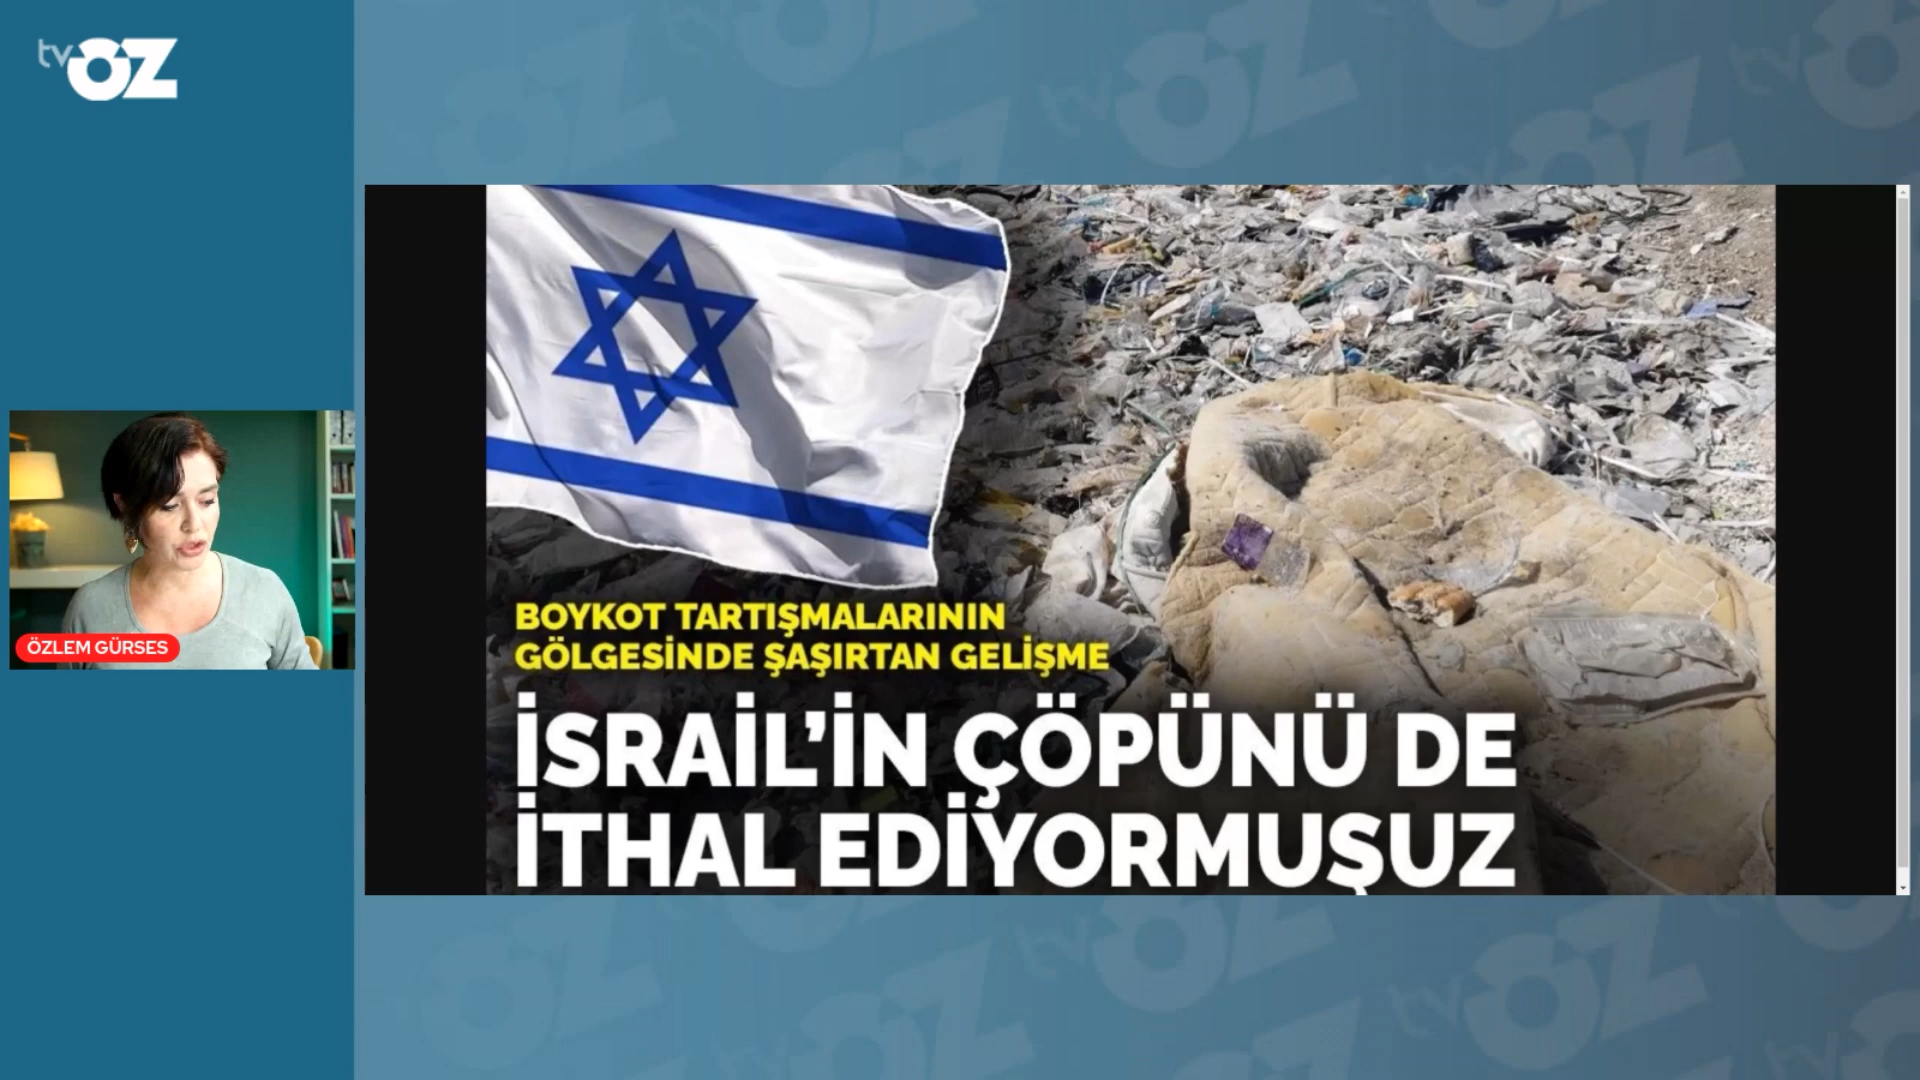 tvÖZ
ÖZLEM GÜRSES
BOYKOT TARTIŞMALARININ
GÖLGESİNDE ŞAŞIRTAN GELİŞME
İSRAİL’İN ÇÖPÜNÜ DE
İTHAL EDİYORMUŞUZ